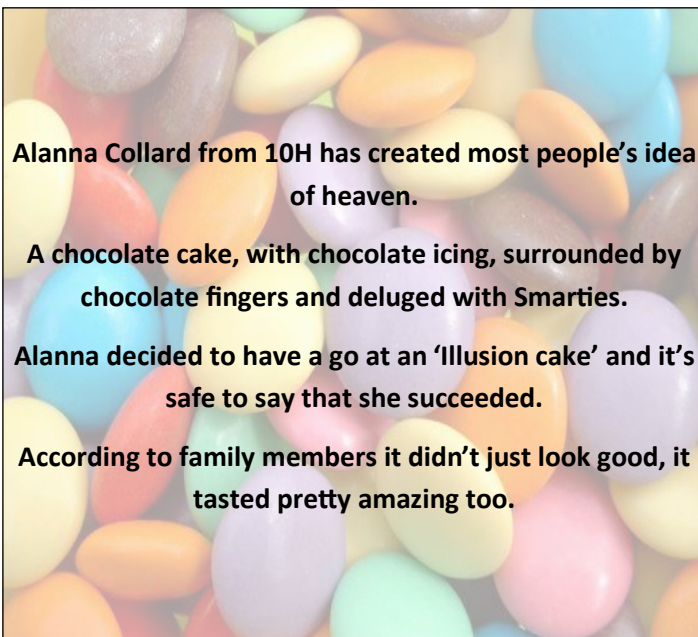 Alanna Collard from 10H has created most people’s idea
of heaven.
A chocolate cake, with chocolate icing, surrounded by
chocolate fingers and deluged with Smarties.
Alanna decided to have a go at an ‘Illusion cake’ and it’s
safe to say that she succeeded.
According to family members it didn’t just look good, it
tasted pretty amazing too.